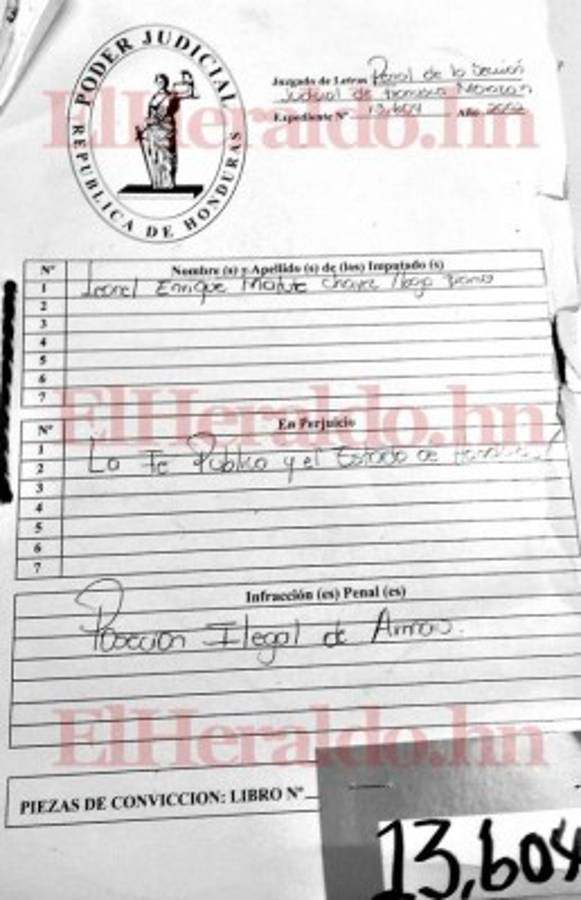 PODER JUDICIAL
REPUBLICA DE HONDURAS
Juzgado de Letras Penal de la Sección
Judicial de Francisco Morazan
Expediente N° 13,604 Año 2002
ElHeraldo.hn
N° Nombre (s) y Apellido (s) de (los) Imputado (s)
1 Leonel Enrique Matute Chavez
2
3
4
5
6
7
ElHeraldo.hn
N° En Perjuicio
1
2 La Fe Publica y el Estado de Honduras
3
4
5
6
7
Infracción (es) Penal (es)
Posecion Ilegal de Armas.
ElHeraldo.hn
PIEZAS DE CONVICCION: LIBRO N°
13,604